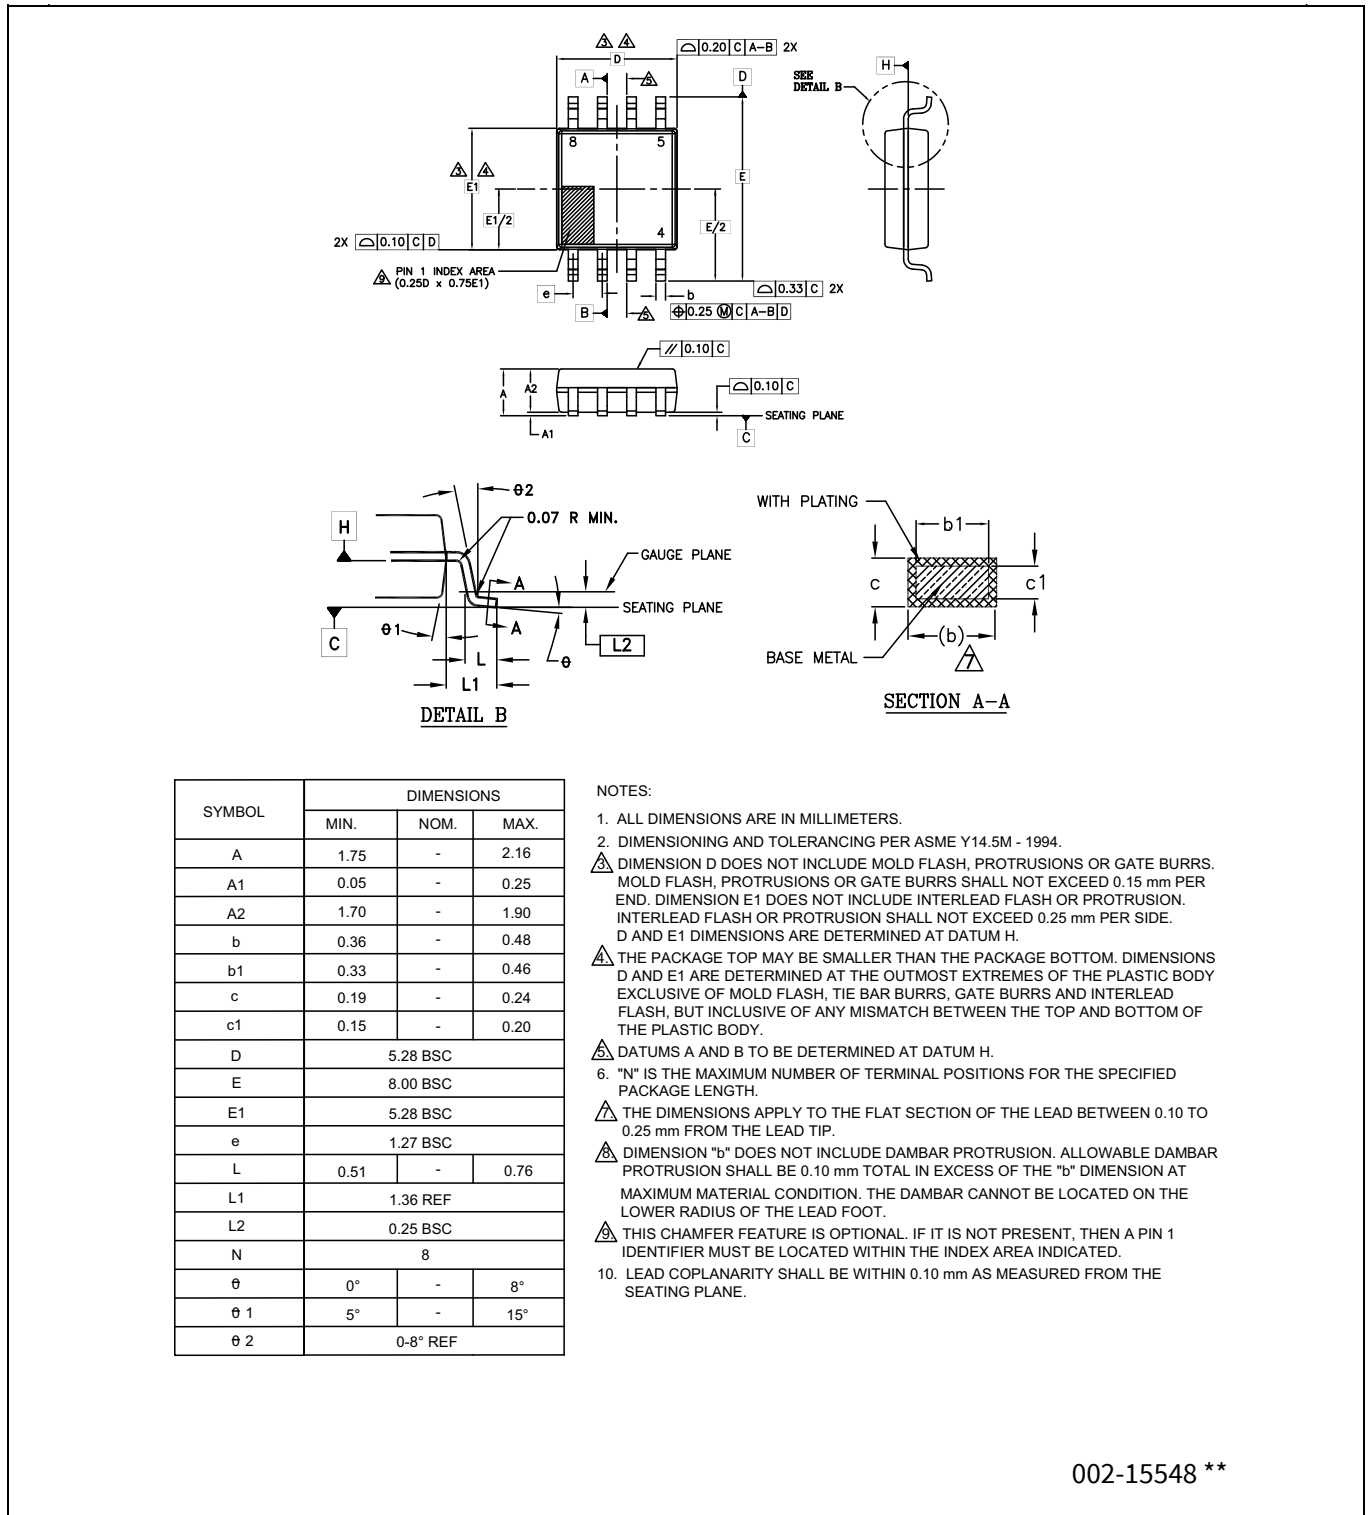 3 4
D
⌓ 0.20 C A-B 2X
A
5
D
H
SEE
DETAIL B
8
5
3 4
E1
E
E1/2
E/2
4
2X ⌓ 0.10 C D
9 PIN 1 INDEX AREA
(0.25D x 0.75E1)
⌓ 0.33 C 2X
e
b
B
5
⌖ 0.25 Ⓜ C A-B D
// 0.10 C
A
A2
⌓ 0.10 C
SEATING PLANE
A1
C
θ2
0.07 R MIN.
H
GAUGE PLANE
A
SEATING PLANE
C
θ1
A
L2
L
θ
L1
DETAIL B
WITH PLATING
b1
c
c1
(b)
BASE METAL
7
SECTION A-A
SYMBOL DIMENSIONS
MIN. NOM. MAX.
A 1.75 - 2.16
A1 0.05 - 0.25
A2 1.70 - 1.90
b 0.36 - 0.48
b1 0.33 - 0.46
c 0.19 - 0.24
c1 0.15 - 0.20
D 5.28 BSC
E 8.00 BSC
E1 5.28 BSC
e 1.27 BSC
L 0.51 - 0.76
L1 1.36 REF
L2 0.25 BSC
N 8
θ 0° - 8°
θ 1 5° - 15°
θ 2 0-8° REF
NOTES:
1. ALL DIMENSIONS ARE IN MILLIMETERS.
2. DIMENSIONING AND TOLERANCING PER ASME Y14.5M - 1994.
3. DIMENSION D DOES NOT INCLUDE MOLD FLASH, PROTRUSIONS OR GATE BURRS.
MOLD FLASH, PROTRUSIONS OR GATE BURRS SHALL NOT EXCEED 0.15 mm PER
END. DIMENSION E1 DOES NOT INCLUDE INTERLEAD FLASH OR PROTRUSION.
INTERLEAD FLASH OR PROTRUSION SHALL NOT EXCEED 0.25 mm PER SIDE.
D AND E1 DIMENSIONS ARE DETERMINED AT DATUM H.
4. THE PACKAGE TOP MAY BE SMALLER THAN THE PACKAGE BOTTOM. DIMENSIONS
D AND E1 ARE DETERMINED AT THE OUTMOST EXTREMES OF THE PLASTIC BODY
EXCLUSIVE OF MOLD FLASH, TIE BAR BURRS, GATE BURRS AND INTERLEAD
FLASH, BUT INCLUSIVE OF ANY MISMATCH BETWEEN THE TOP AND BOTTOM OF
THE PLASTIC BODY.
5. DATUMS A AND B TO BE DETERMINED AT DATUM H.
6. "N" IS THE MAXIMUM NUMBER OF TERMINAL POSITIONS FOR THE SPECIFIED
PACKAGE LENGTH.
7. THE DIMENSIONS APPLY TO THE FLAT SECTION OF THE LEAD BETWEEN 0.10 TO
0.25 mm FROM THE LEAD TIP.
8. DIMENSION "b" DOES NOT INCLUDE DAMBAR PROTRUSION. ALLOWABLE DAMBAR
PROTRUSION SHALL BE 0.10 mm TOTAL IN EXCESS OF THE "b" DIMENSION AT
MAXIMUM MATERIAL CONDITION. THE DAMBAR CANNOT BE LOCATED ON THE
LOWER RADIUS OF THE LEAD FOOT.
9. THIS CHAMFER FEATURE IS OPTIONAL. IF IT IS NOT PRESENT, THEN A PIN 1
IDENTIFIER MUST BE LOCATED WITHIN THE INDEX AREA INDICATED.
10. LEAD COPLANARITY SHALL BE WITHIN 0.10 mm AS MEASURED FROM THE
SEATING PLANE.
002-15548 **